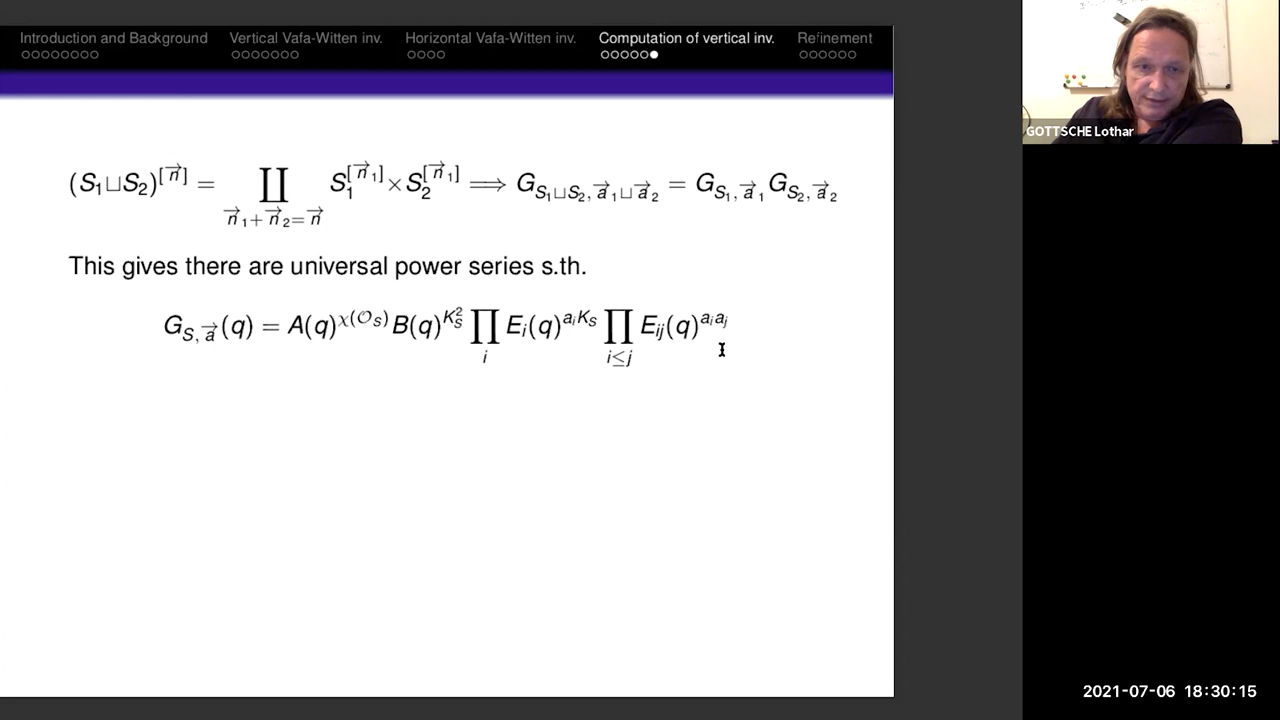 Introduction and Background Vertical Vafa-Witten inv. Horizontal Vafa-Witten inv. Computation of vertical inv. Refinement
(S₁⊔S₂)^{[n⃗]} = ∐_{n⃗₁+n⃗₂=n⃗} S₁^{[n⃗₁]}×S₂^{[n⃗₁]} ⟹ G_{S₁⊔S₂, a⃗₁⊔a⃗₂} = G_{S₁, a⃗₁}G_{S₂, a⃗₂}
This gives there are universal power series s.th.
G_{S, a⃗}(q) = A(q)^{χ(𝒪_S)}B(q)^{K_S^2} ∏_i E_i(q)^{a_iK_S} ∏_{i≤j} E_{ij}(q)^{a_ia_j}
GOTTSCHE Lothar
2021-07-06 18:30:15